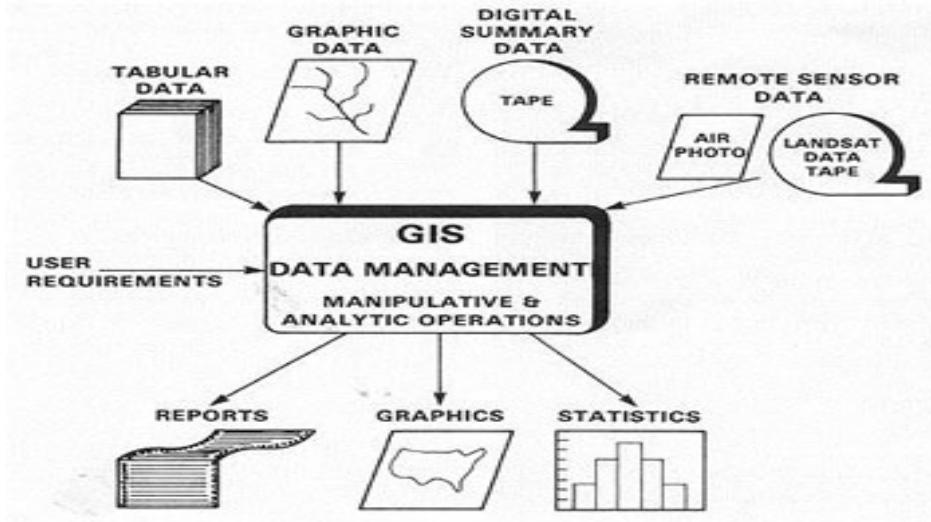 DIGITAL
SUMMARY
DATA
GRAPHIC
DATA
TABULAR
DATA
REMOTE SENSOR
DATA
TAPE
AIR
PHOTO
LANDSAT
DATA
TAPE
GIS
DATA MANAGEMENT
MANIPULATIVE &
ANALYTIC OPERATIONS
USER
REQUIREMENTS
REPORTS
GRAPHICS
STATISTICS